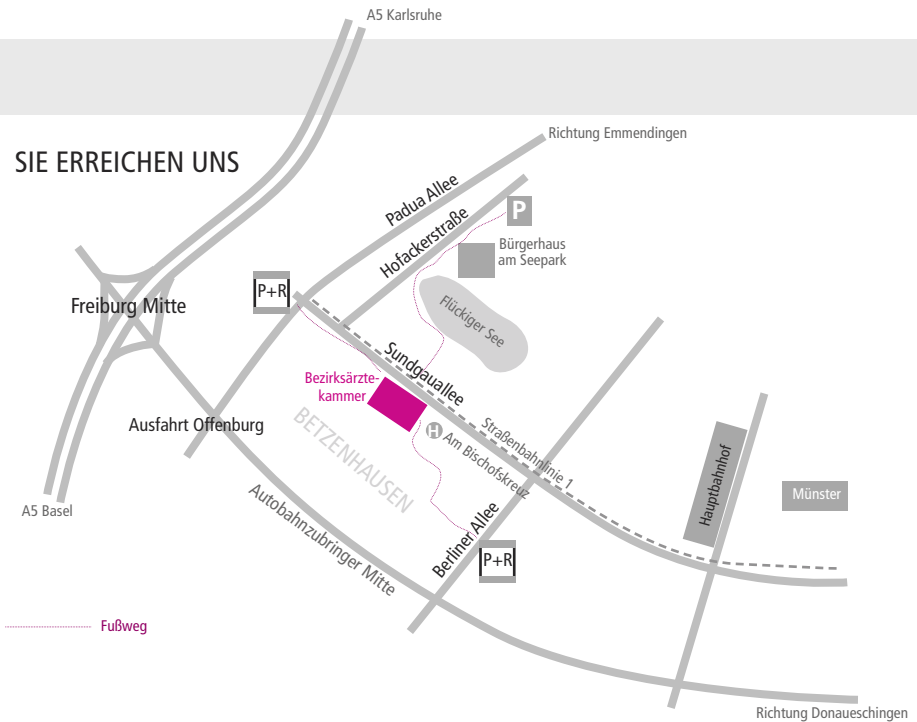 A5 Karlsruhe
SIE ERREICHEN UNS
Richtung Emmendingen
Padua Allee
Hofackerstraße
P
Bürgerhaus
am Seepark
P+R
Freiburg Mitte
Flückiger See
Sundgauallee
Bezirksärzte-
kammer
Ausfahrt Offenburg
BETZENHAUSEN
H
Am Bischofskreuz
Straßenbahnlinie 1
Hauptbahnhof
Münster
A5 Basel
Autobahnzubringer Mitte
Berliner Allee
P+R
Fußweg
Richtung Donaueschingen